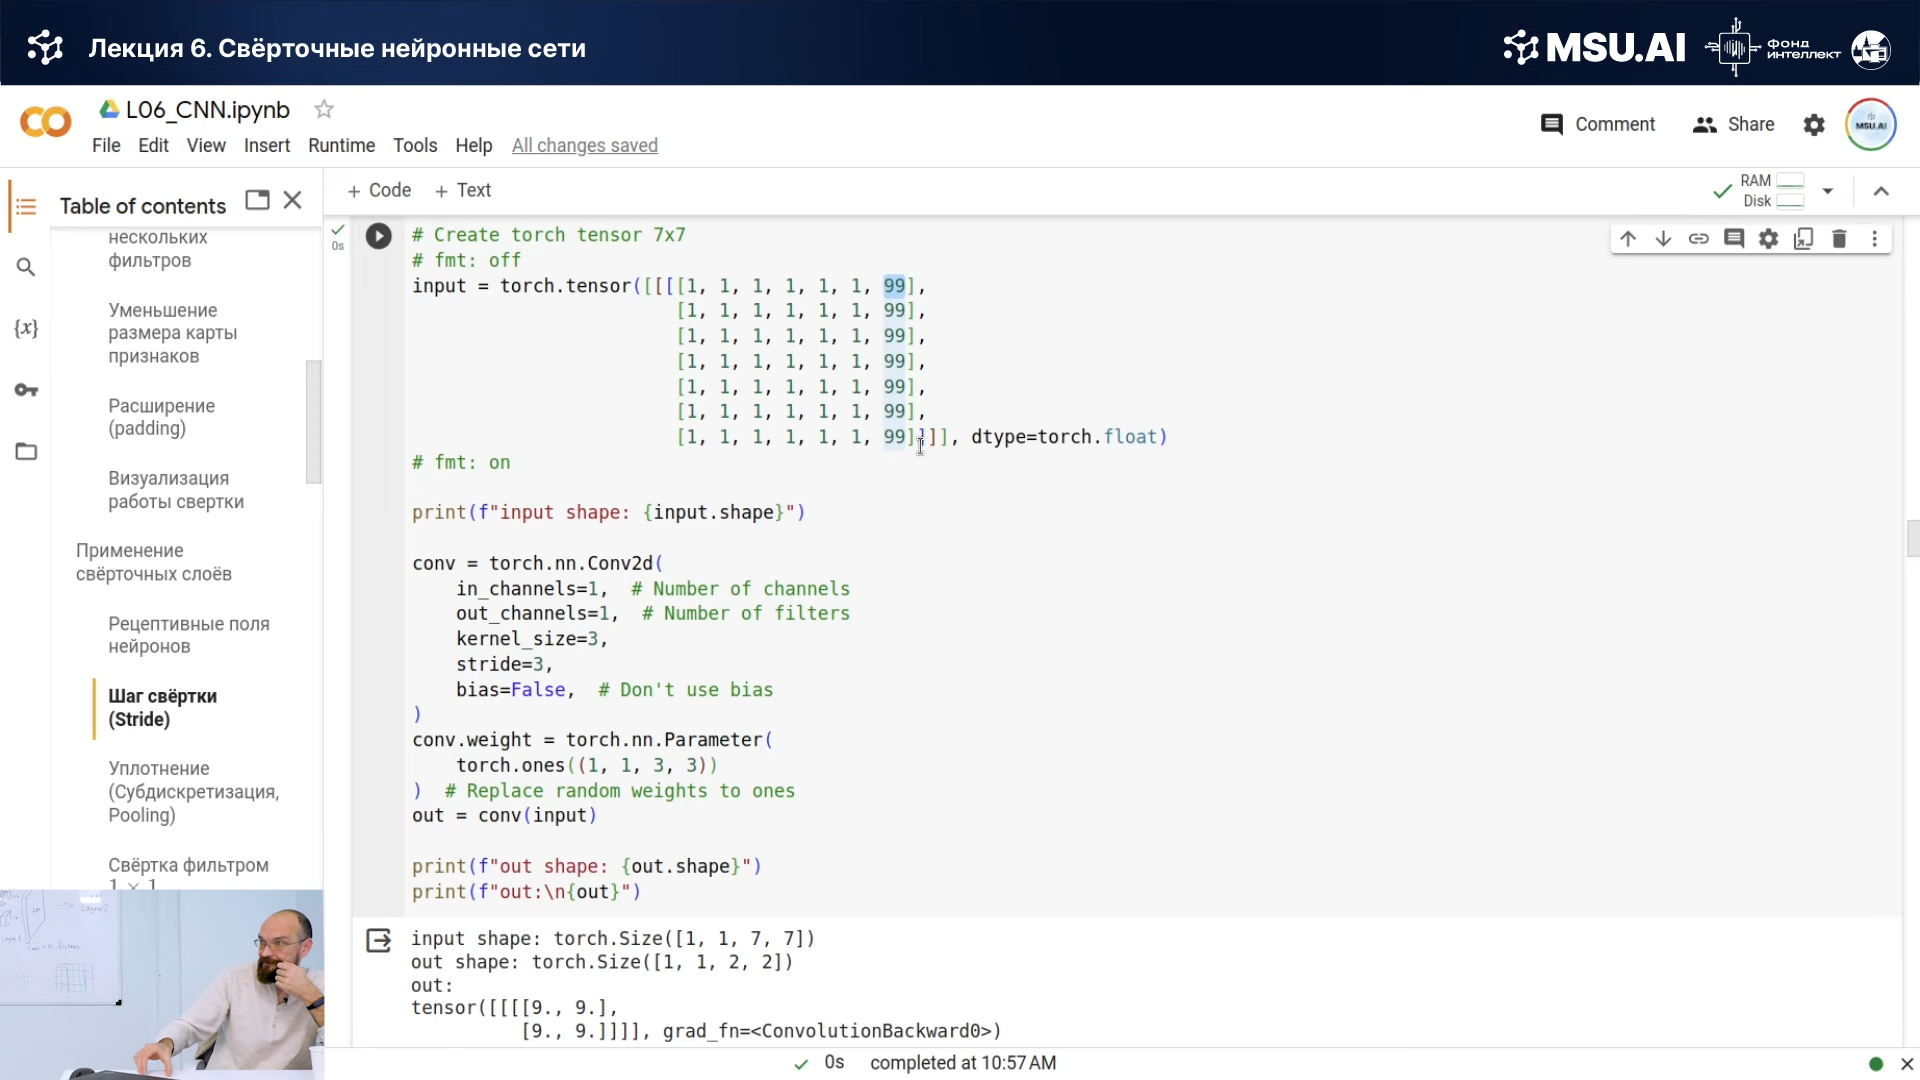 Лекция 6. Свёрточные нейронные сети
MSU.AI
ФОНД
ИНТЕЛЛЕКТ
L06_CNN.ipynb
File Edit View Insert Runtime Tools Help All changes saved
Comment
Share
MSU.AI
Table of contents
+ Code + Text
RAM
Disk
нескольких
фильтров
Уменьшение
размера карты
признаков
Расширение
(padding)
Визуализация
работы свертки
Применение
свёрточных слоёв
Рецептивные поля
нейронов
Шаг свёртки
(Stride)
Уплотнение
(Субдискретизация,
Pooling)
Свёртка фильтром
1 × 1
{x}
0s
# Create torch tensor 7x7
# fmt: off
input = torch.tensor([[[[1, 1, 1, 1, 1, 1, 99],
[1, 1, 1, 1, 1, 1, 99],
[1, 1, 1, 1, 1, 1, 99],
[1, 1, 1, 1, 1, 1, 99],
[1, 1, 1, 1, 1, 1, 99],
[1, 1, 1, 1, 1, 1, 99],
[1, 1, 1, 1, 1, 1, 99]]]], dtype=torch.float)
# fmt: on
print(f"input shape: {input.shape}")
conv = torch.nn.Conv2d(
in_channels=1,  # Number of channels
out_channels=1,  # Number of filters
kernel_size=3,
stride=3,
bias=False,  # Don't use bias
)
conv.weight = torch.nn.Parameter(
torch.ones((1, 1, 3, 3))
)  # Replace random weights to ones
out = conv(input)
print(f"out shape: {out.shape}")
print(f"out:\n{out}")
input shape: torch.Size([1, 1, 7, 7])
out shape: torch.Size([1, 1, 2, 2])
out:
tensor([[[[9., 9.],
[9., 9.]]]], grad_fn=<ConvolutionBackward0>)
0s completed at 10:57 AM